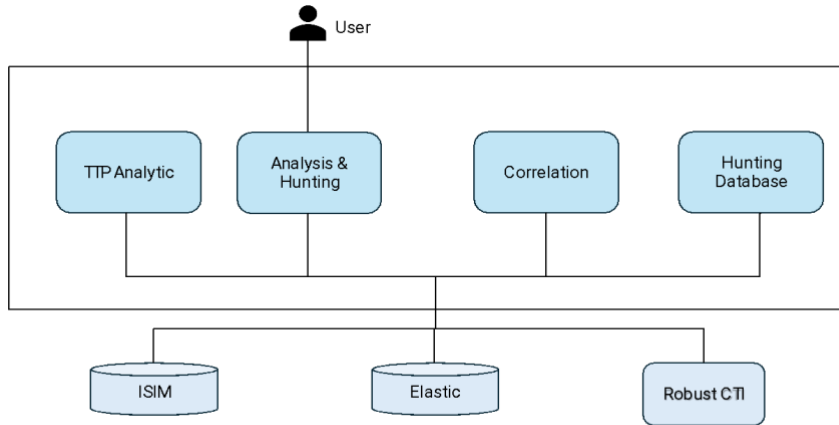 User
TTP Analytic
Analysis &
Hunting
Correlation
Hunting
Database
ISIM
Elastic
Robust CTI